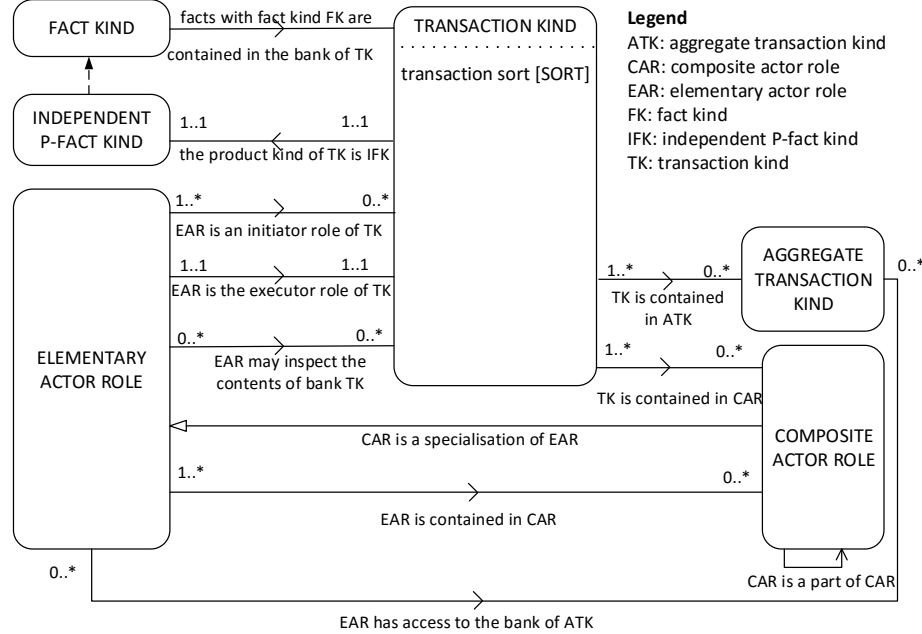 FACT KIND
facts with fact kind FK are
contained in the bank of TK
TRANSACTION KIND
transaction sort [SORT]
Legend
ATK: aggregate transaction kind
CAR: composite actor role
EAR: elementary actor role
FK: fact kind
IFK: independent P-fact kind
TK: transaction kind
INDEPENDENT
P-FACT KIND
1..1 1..1
the product kind of TK is IFK
1..* 0..*
EAR is an initiator role of TK
1..1 1..1
EAR is the executor role of TK
0..* 0..*
EAR may inspect the
contents of bank TK
ELEMENTARY
ACTOR ROLE
1..* 0..*
TK is contained
in ATK
AGGREGATE
TRANSACTION
KIND
0..*
1..* 0..*
TK is contained in CAR
CAR is a specialisation of EAR
COMPOSITE
ACTOR ROLE
1..* 0..*
EAR is contained in CAR
CAR is a part of CAR
0..*
EAR has access to the bank of ATK